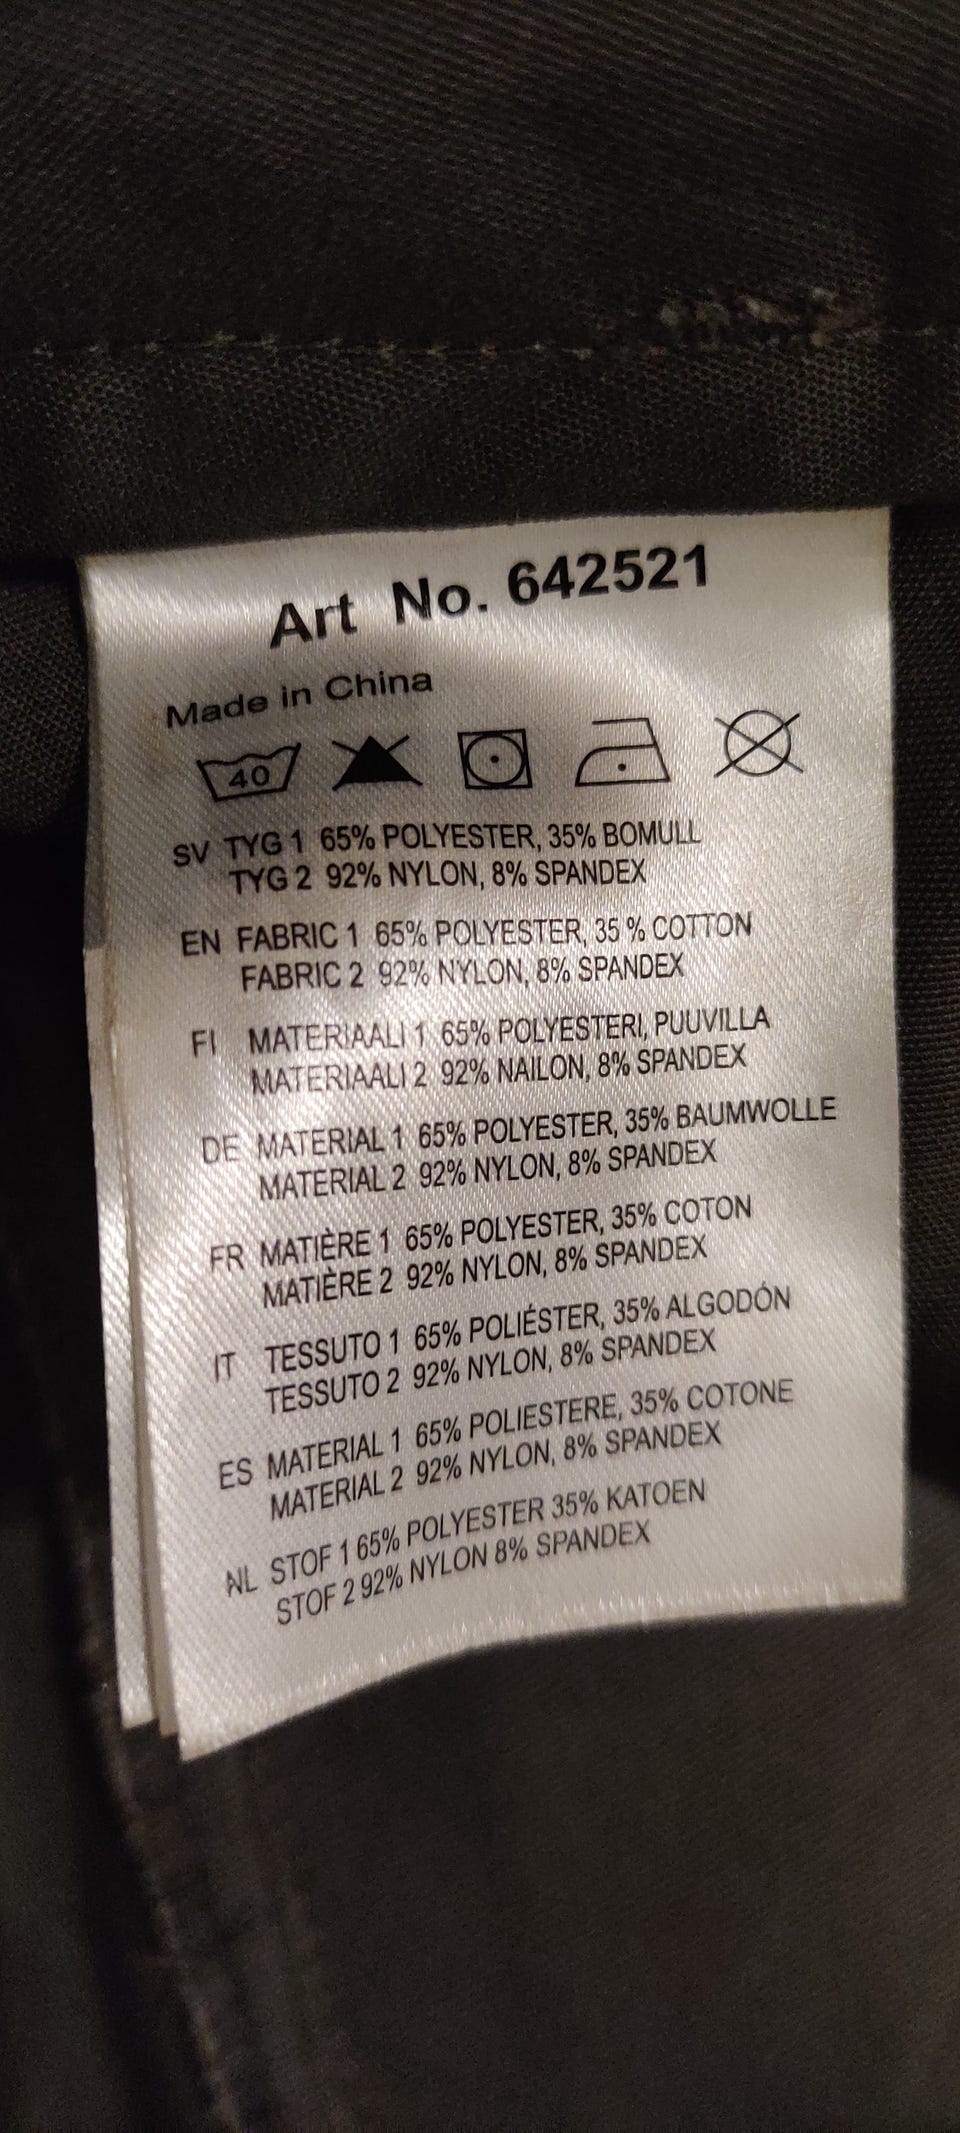 Art No. 642521
Made in China
40
SV TYG 1 65% POLYESTER, 35% BOMULL
TYG 2 92% NYLON, 8% SPANDEX
EN FABRIC 1 65% POLYESTER, 35 % COTTON
FABRIC 2 92% NYLON, 8% SPANDEX
FI MATERIAALI 1 65% POLYESTERI, PUUVILLA
MATERIAALI 2 92% NAILON, 8% SPANDEX
DE MATERIAL 1 65% POLYESTER, 35% BAUMWOLLE
MATERIAL 2 92% NYLON, 8% SPANDEX
FR MATIÈRE 1 65% POLYESTER, 35% COTON
MATIÈRE 2 92% NYLON, 8% SPANDEX
IT TESSUTO 1 65% POLIÉSTER, 35% ALGODÓN
TESSUTO 2 92% NYLON, 8% SPANDEX
ES MATERIAL 1 65% POLIESTERE, 35% COTONE
MATERIAL 2 92% NYLON, 8% SPANDEX
NL STOF 1 65% POLYESTER 35% KATOEN
STOF 2 92% NYLON 8% SPANDEX